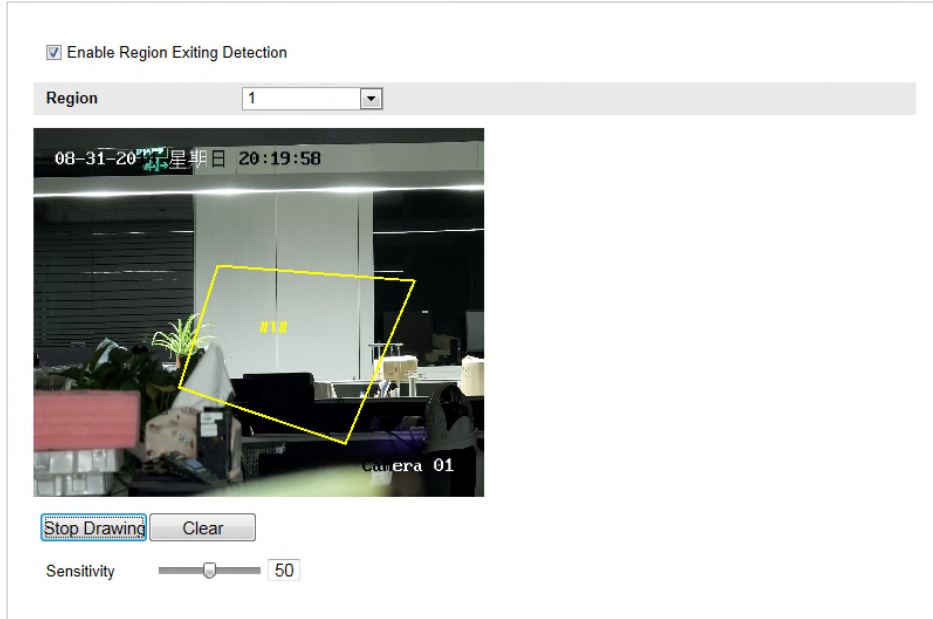 Enable Region Exiting Detection
Region 1
08-31-20 星期日 20:19:58
#1#
Camera 01
Stop Drawing Clear
Sensitivity 50